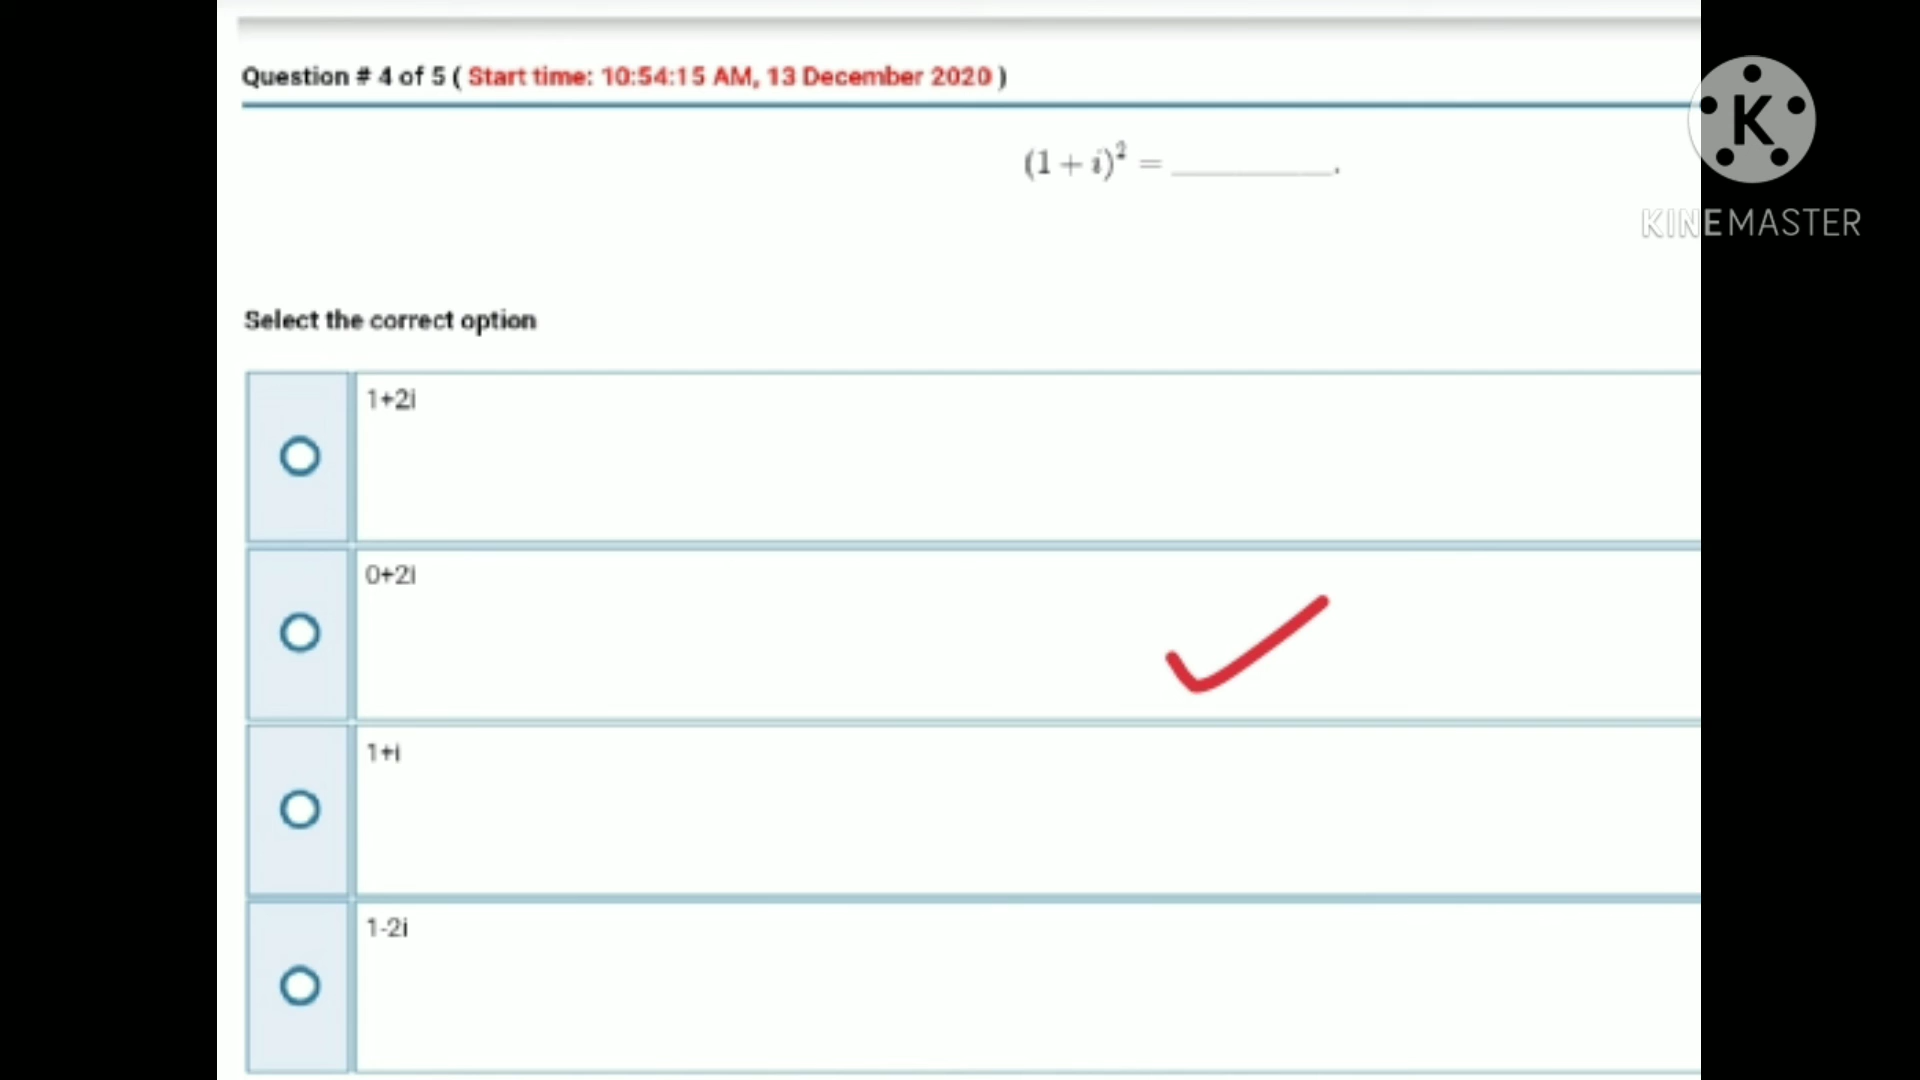 Question # 4 of 5 ( Start time: 10:54:15 AM, 13 December 2020 )
(1 + i)² = __________.
K
KINEMASTER
Select the correct option
1+2i
0+2i
1+i
1-2i